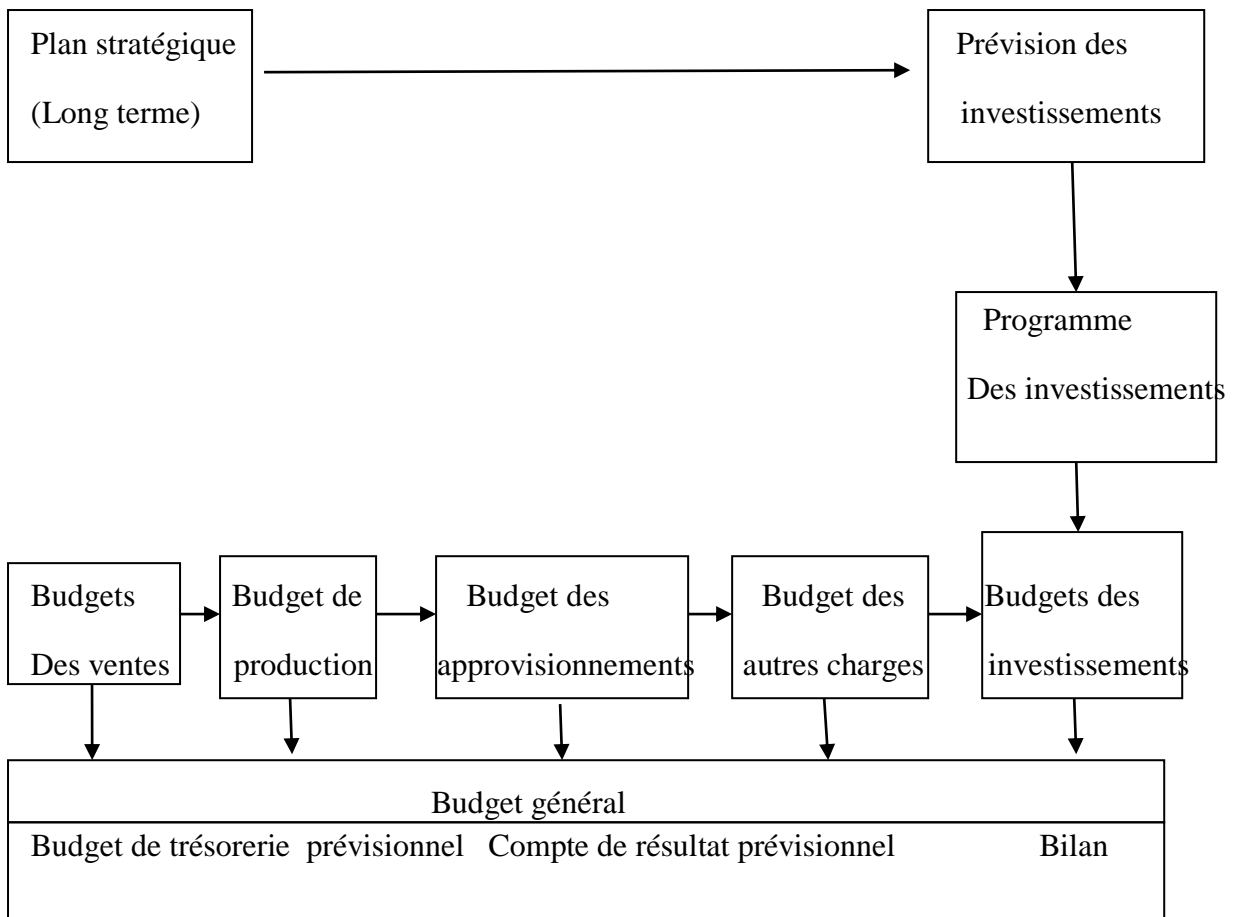 Plan stratégique
(Long terme)
Prévision des
investissements
Programme
Des investissements
Budgets
Des ventes
Budget de
production
Budget des
approvisionnements
Budget des
autres charges
Budgets des
investissements
Budget général
Budget de trésorerie prévisionnel Compte de résultat prévisionnel Bilan